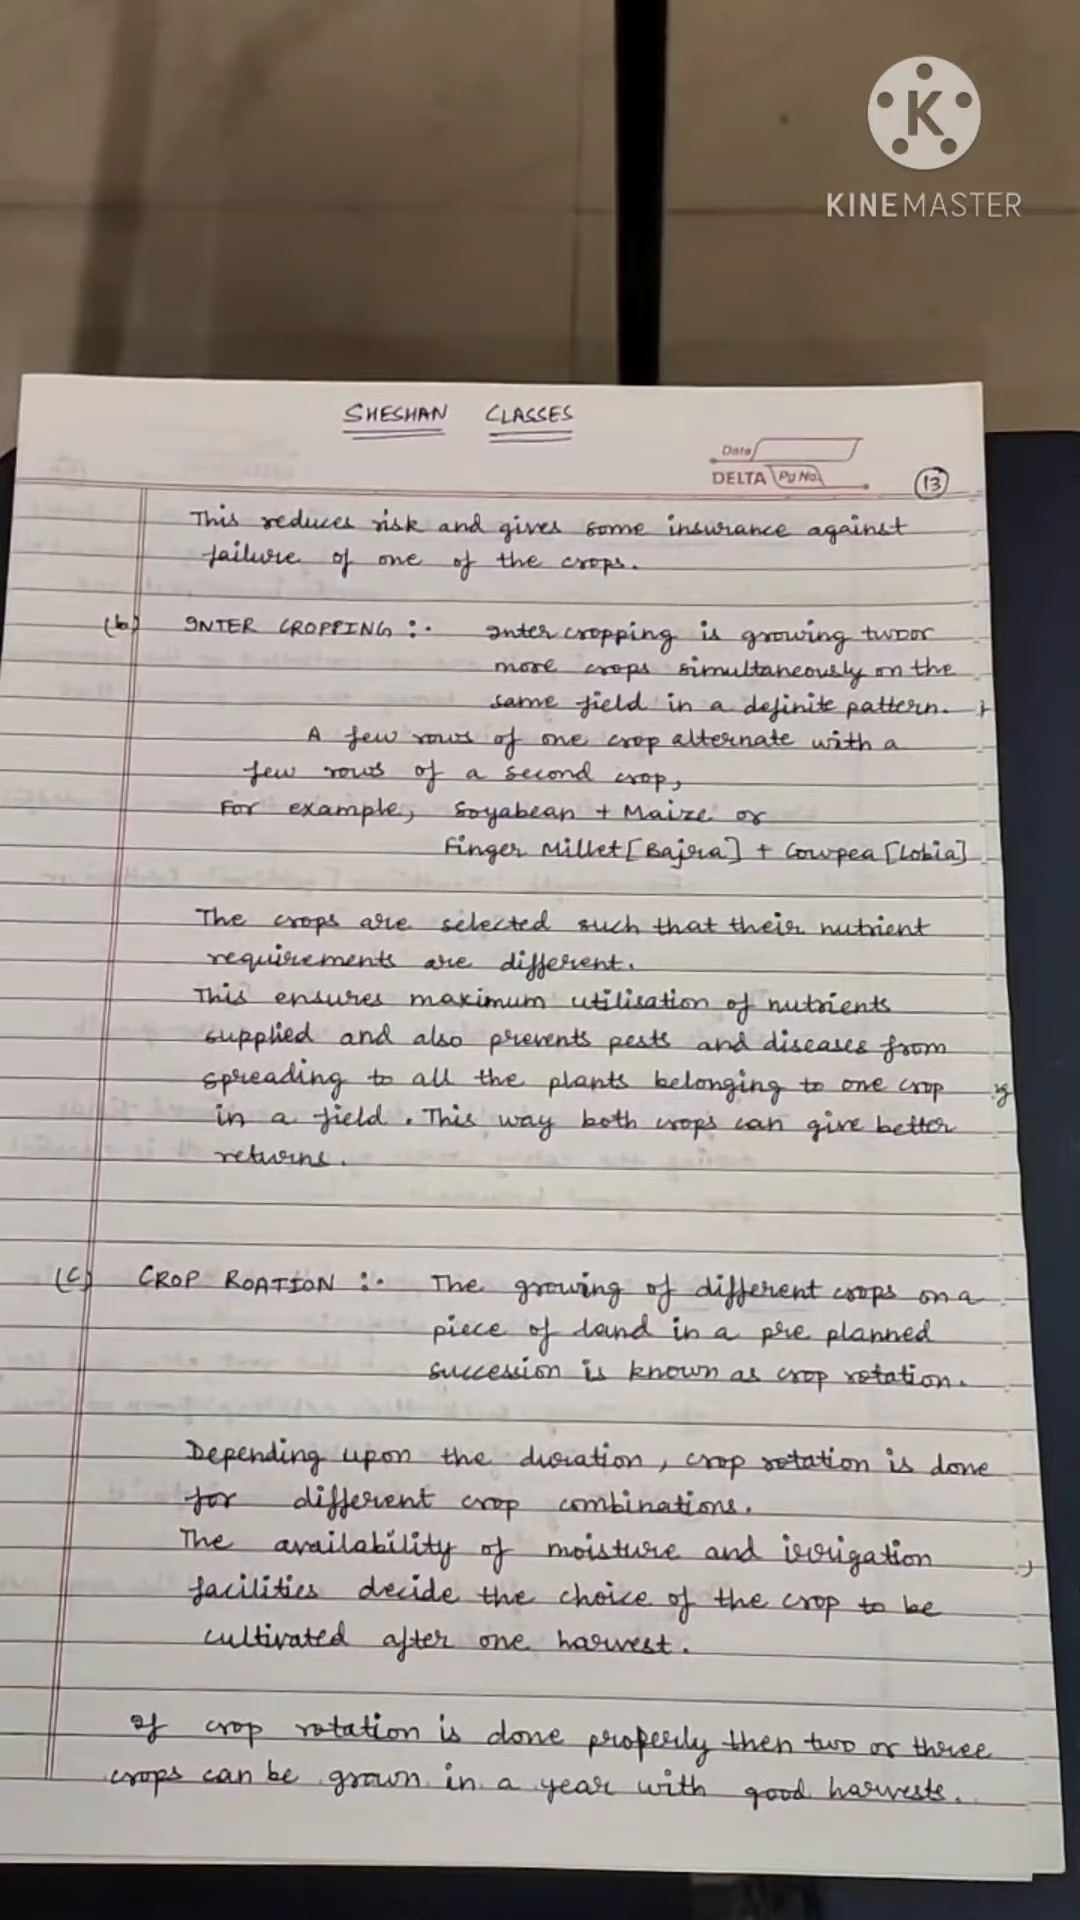 K
KINEMASTER
SHESHAN CLASSES
Date
DELTA Pg No.
13
This reduces risk and gives some insurance against
failure of one of the crops.
(b) INTER CROPPING :- Inter cropping is growing two or
more crops simultaneously on the
same field in a definite pattern.
A few rows of one crop alternate with a
few rows of a second crop,
For example, Soyabean + Maize or
Finger Millet [Bajra] + Cowpea [Lobia]
The crops are selected such that their nutrient
requirements are different.
This ensures maximum utilisation of nutrients
supplied and also prevents pests and diseases from
spreading to all the plants belonging to one crop
in a field. This way both crops can give better
returns.
(C) CROP ROATION :- The growing of different crops on a
piece of land in a pre planned
succession is known as crop rotation.
Depending upon the duration, crop rotation is done
for different crop combinations.
The availability of moisture and irrigation
facilities decide the choice of the crop to be
cultivated after one harvest.
If crop rotation is done properly then two or three
crops can be grown in a year with good harvests.